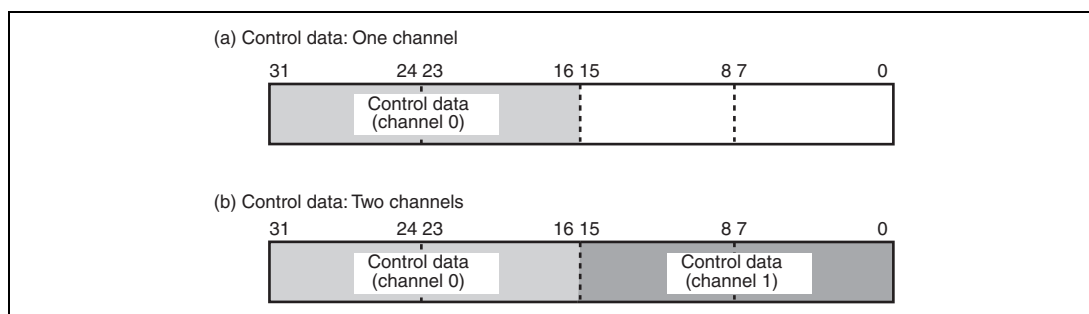 (a) Control data: One channel
31 24 23 16 15 8 7 0
Control data
(channel 0)
(b) Control data: Two channels
31 24 23 16 15 8 7 0
Control data
(channel 0)
Control data
(channel 1)